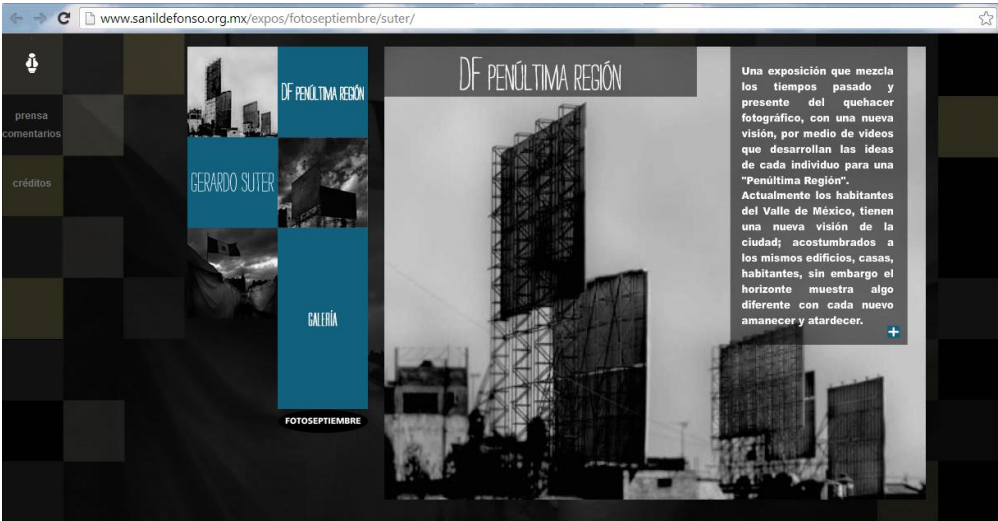 www.sanildefonso.org.mx/expos/fotoseptiembre/suter/
prensa
comentarios
créditos
DF PENÚLTIMA REGIÓN
GERARDO SUTER
GALERÍA
FOTOSEPTIEMBRE
DF PENÚLTIMA REGIÓN
Una exposición que mezcla
los tiempos pasado y
presente del quehacer
fotográfico, con una nueva
visión, por medio de videos
que desarrollan las ideas
de cada individuo para una
"Penúltima Región".
Actualmente los habitantes
del Valle de México, tienen
una nueva visión de la
ciudad; acostumbrados a
los mismos edificios, casas,
habitantes, sin embargo el
horizonte muestra algo
diferente con cada nuevo
amanecer y atardecer.